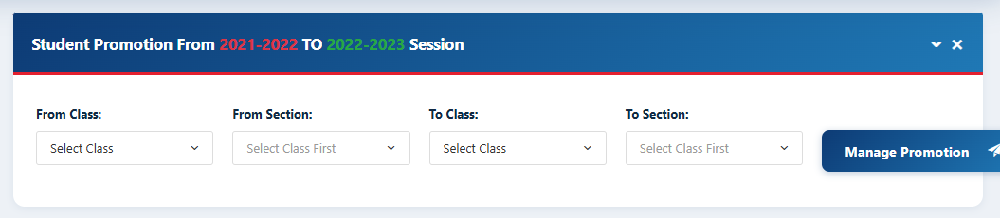 Student Promotion From 2021-2022 TO 2022-2023 Session
From Class: From Section: To Class: To Section:
Select Class Select Class First Select Class Select Class First
Manage Promotion